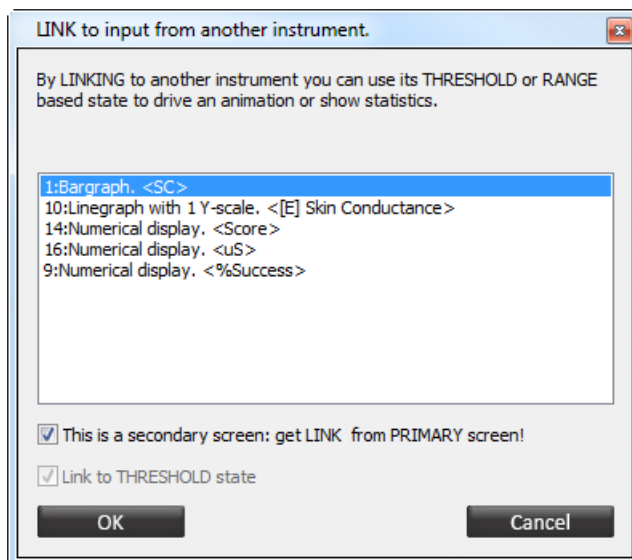 LINK to input from another instrument.
By LINKING to another instrument you can use its THRESHOLD or RANGE
based state to drive an animation or show statistics.
1:Bargraph. <SC>
10:Linegraph with 1 Y-scale. <[E] Skin Conductance>
14:Numerical display. <Score>
16:Numerical display. <uS>
9:Numerical display. <%Success>
This is a secondary screen: get LINK from PRIMARY screen!
Link to THRESHOLD state
OK
Cancel